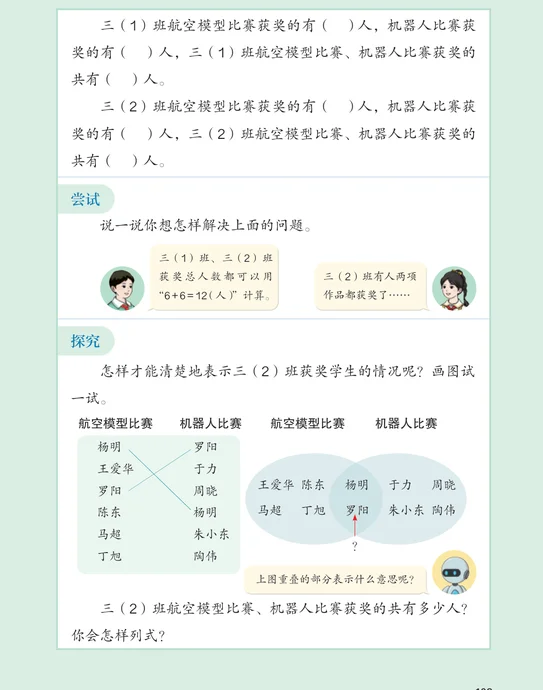 三(1)班航空模型比赛获奖的有( )人,机器人比赛获
奖的有( )人,三(1)班航空模型比赛、机器人比赛获奖的
共有( )人。
三(2)班航空模型比赛获奖的有( )人,机器人比赛获奖
的有( )人,三(2)班航空模型比赛、机器人比赛获奖的
共有( )人。
尝试
说一说你想怎样解决上面的问题。
三(1)班、三(2)班
获奖总人数都可以用
“6+6=12(人)”计算。
三(2)班有人两项
作品都获奖了……
探究
怎样才能清楚地表示三(2)班获奖学生的情况呢?画图试
一试。
航空模型比赛 机器人比赛 航空模型比赛 机器人比赛
杨明 罗阳
王爱华 于力
罗阳 周晓
陈东 杨明
马超 朱小东
丁旭 陶伟
王爱华 陈东 杨明 于力 周晓
马超 丁旭 罗阳 朱小东 陶伟
?
上图重叠的部分表示什么意思呢?
三(2)班航空模型比赛、机器人比赛获奖的共有多少人?
你会怎样列式?